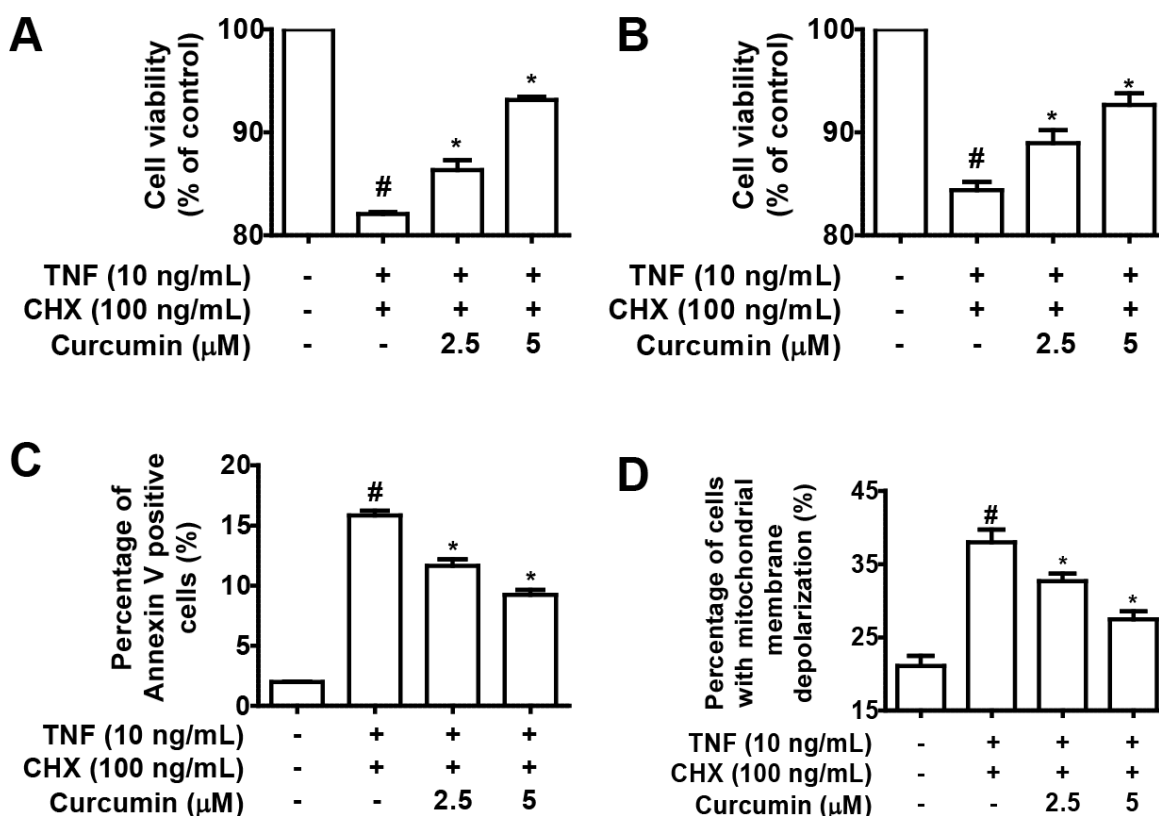 A
Cell viability
(% of control)
100
90
80
#
*
*
TNF (10 ng/mL) - + + +
CHX (100 ng/mL) - + + +
Curcumin (μM) - - 2.5 5
B
Cell viability
(% of control)
100
90
80
#
*
*
TNF (10 ng/mL) - + + +
CHX (100 ng/mL) - + + +
Curcumin (μM) - - 2.5 5
C
Percentage of
Annexin V positive
cells (%)
20
15
10
5
0
#
*
*
TNF (10 ng/mL) - + + +
CHX (100 ng/mL) - + + +
Curcumin (μM) - - 2.5 5
D
Percentage of cells
with mitochondrial
membrane
depolarization (%)
45
35
25
15
#
*
*
TNF (10 ng/mL) - + + +
CHX (100 ng/mL) - + + +
Curcumin (μM) - - 2.5 5